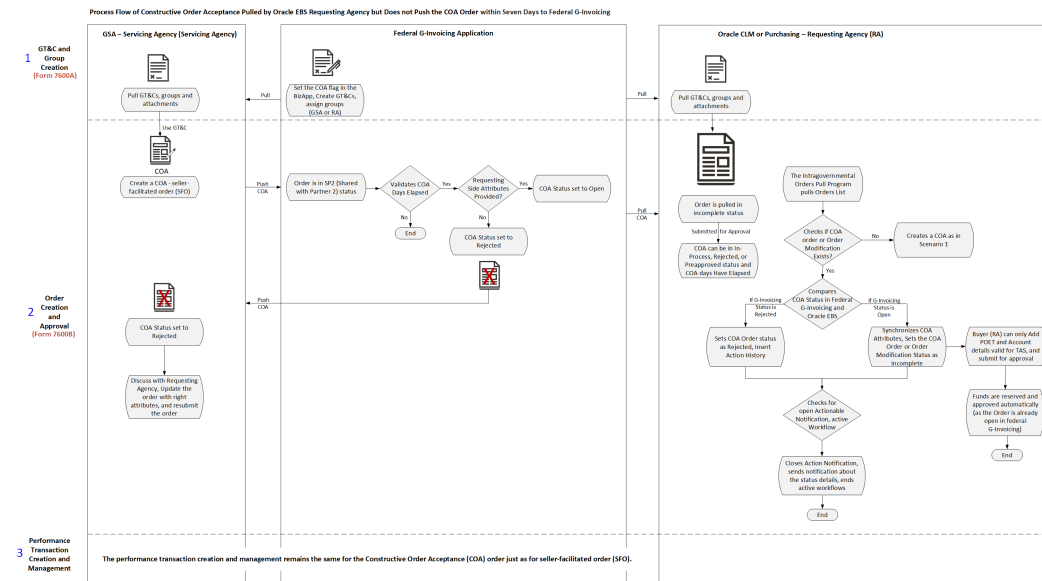 Process Flow of Constructive Order Acceptance Pulled by Oracle EBS Requesting Agency but Does not Push the COA Order within Seven Days to Federal G-Invoicing
GSA – Servicing Agency (Servicing Agency)
Federal G-Invoicing Application
Oracle CLM or Purchasing – Requesting Agency (RA)
1
GT&C and
Group
Creation
(Form 7600A)
Pull GT&Cs, groups and
attachments
Pull
Set the COA flag in the
BizApp, Create GT&Cs,
assign groups
(GSA or RA)
Pull
Pull GT&Cs, groups and
attachments
Use GT&C
COA
Create a COA - seller-
facilitated order (SFO)
Push
COA
Order is in SP2 (Shared
with Partner 2) status
Validates COA
Days Elapsed
Yes
No
End
Requesting
Side Attributes
Provided?
Yes
COA Status set to Open
No
COA Status set to
Rejected
Pull
COA
Order is pulled in
incomplete status
Submitted for Approval
COA can be in In-
Process, Rejected, or
Preapproved status and
COA days Have Elapsed
The Intragovernmental
Orders Pull Program
pulls Orders List
Checks if COA
order or Order
Modification
Exists?
No
Creates a COA as in
Scenario 1
Yes
Compares
COA Status in Federal
G-Invoicing and
Oracle EBS
If G-Invoicing
Status is
Rejected
If G-Invoicing
Status is
Open
2
Order
Creation
and
Approval
(Form 7600B)
Push
COA
COA Status set to
Rejected
Discuss with Requesting
Agency, Update the
order with right
attributes, and resubmit
the order
Sets COA Order status
as Rejected, Insert
Action History
Synchronizes COA
Attributes, Sets the COA
Order or Order
Modification Status as
Incomplete
Buyer (RA) can only Add
POET and Account
details valid for TAS, and
submit for approval
Funds are reserved and
approved automatically
(as the Order is already
open in federal
G-Invoicing)
End
Checks for
open Actionable
Notification, active
Workflow
Closes Action Notification,
sends notification about
the status details, ends
active workflows
End
3
Performance
Transaction
Creation and
Management
The performance transaction creation and management remains the same for the Constructive Order Acceptance (COA) order just as for seller-facilitated order (SFO).